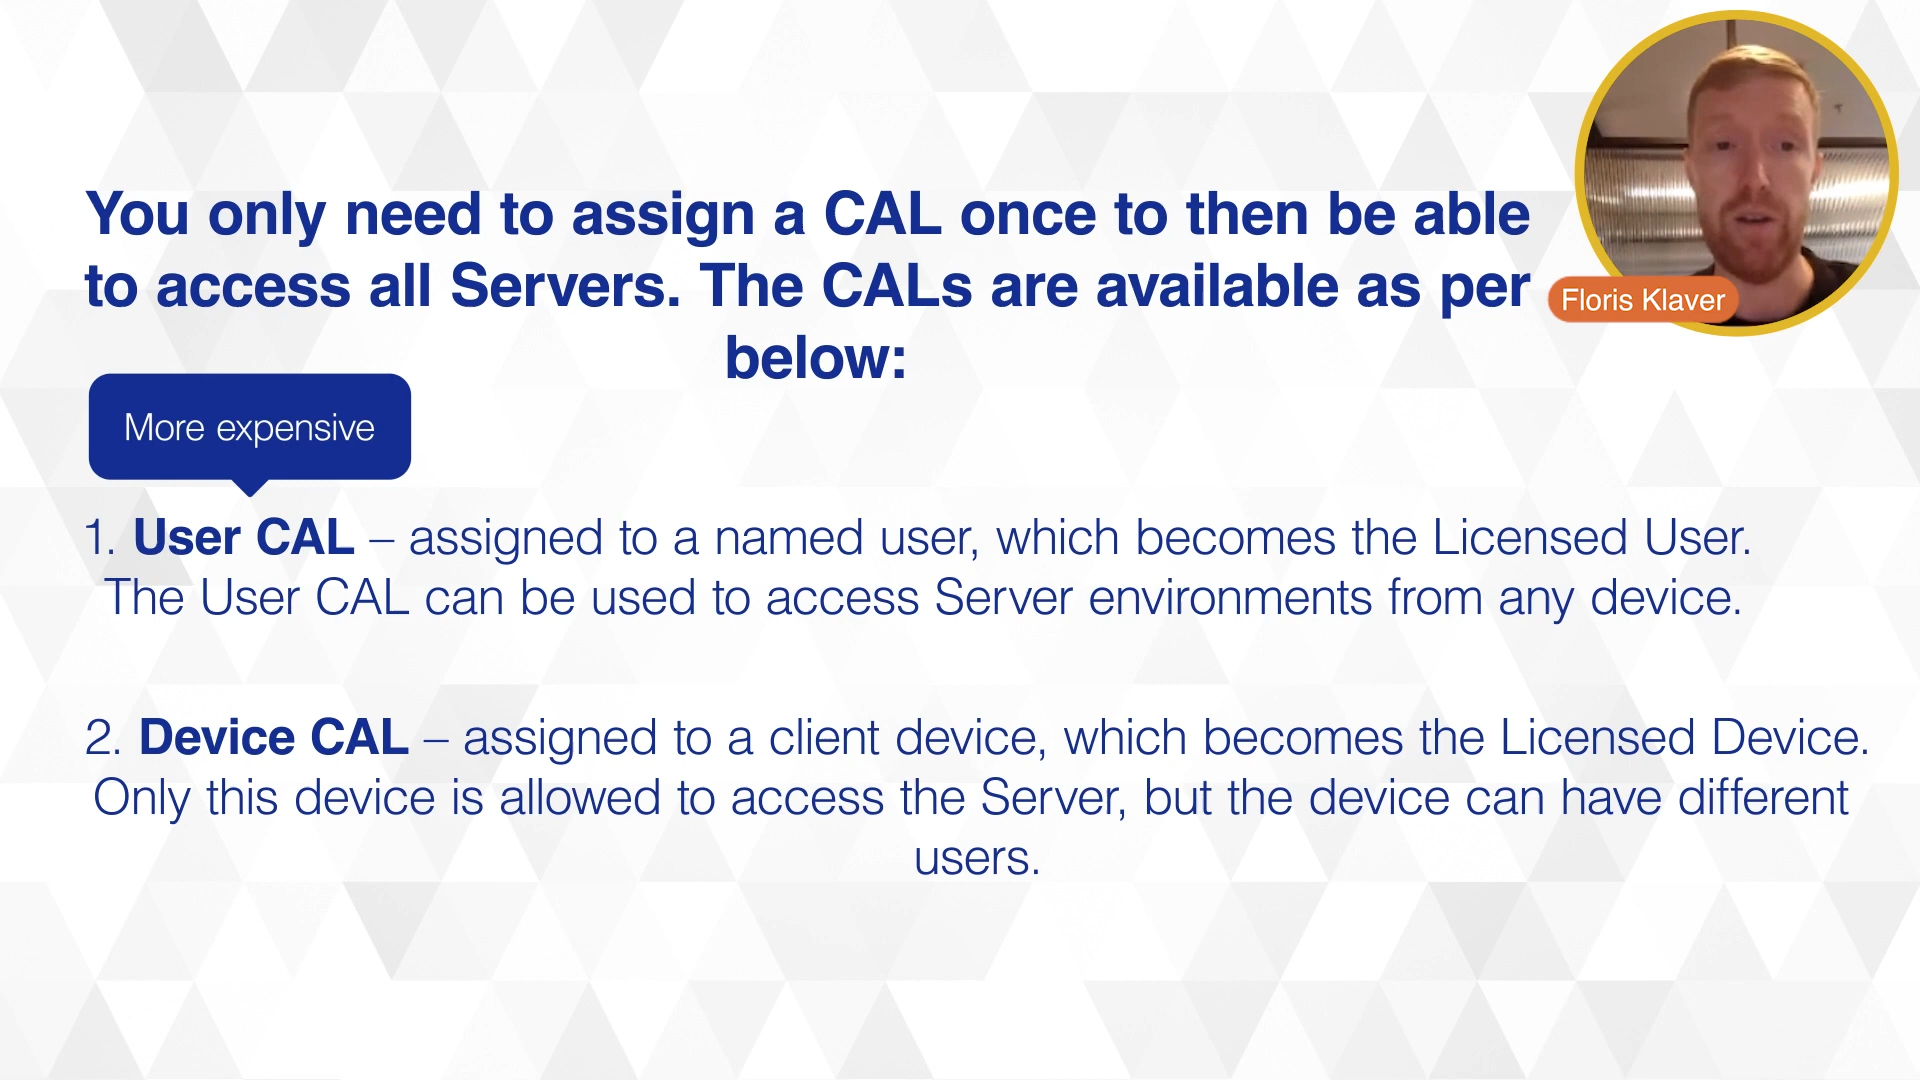 You only need to assign a CAL once to then be able
to access all Servers. The CALs are available as per
below:
Floris Klaver
More expensive
1. User CAL – assigned to a named user, which becomes the Licensed User.
The User CAL can be used to access Server environments from any device.
2. Device CAL – assigned to a client device, which becomes the Licensed Device.
Only this device is allowed to access the Server, but the device can have different
users.